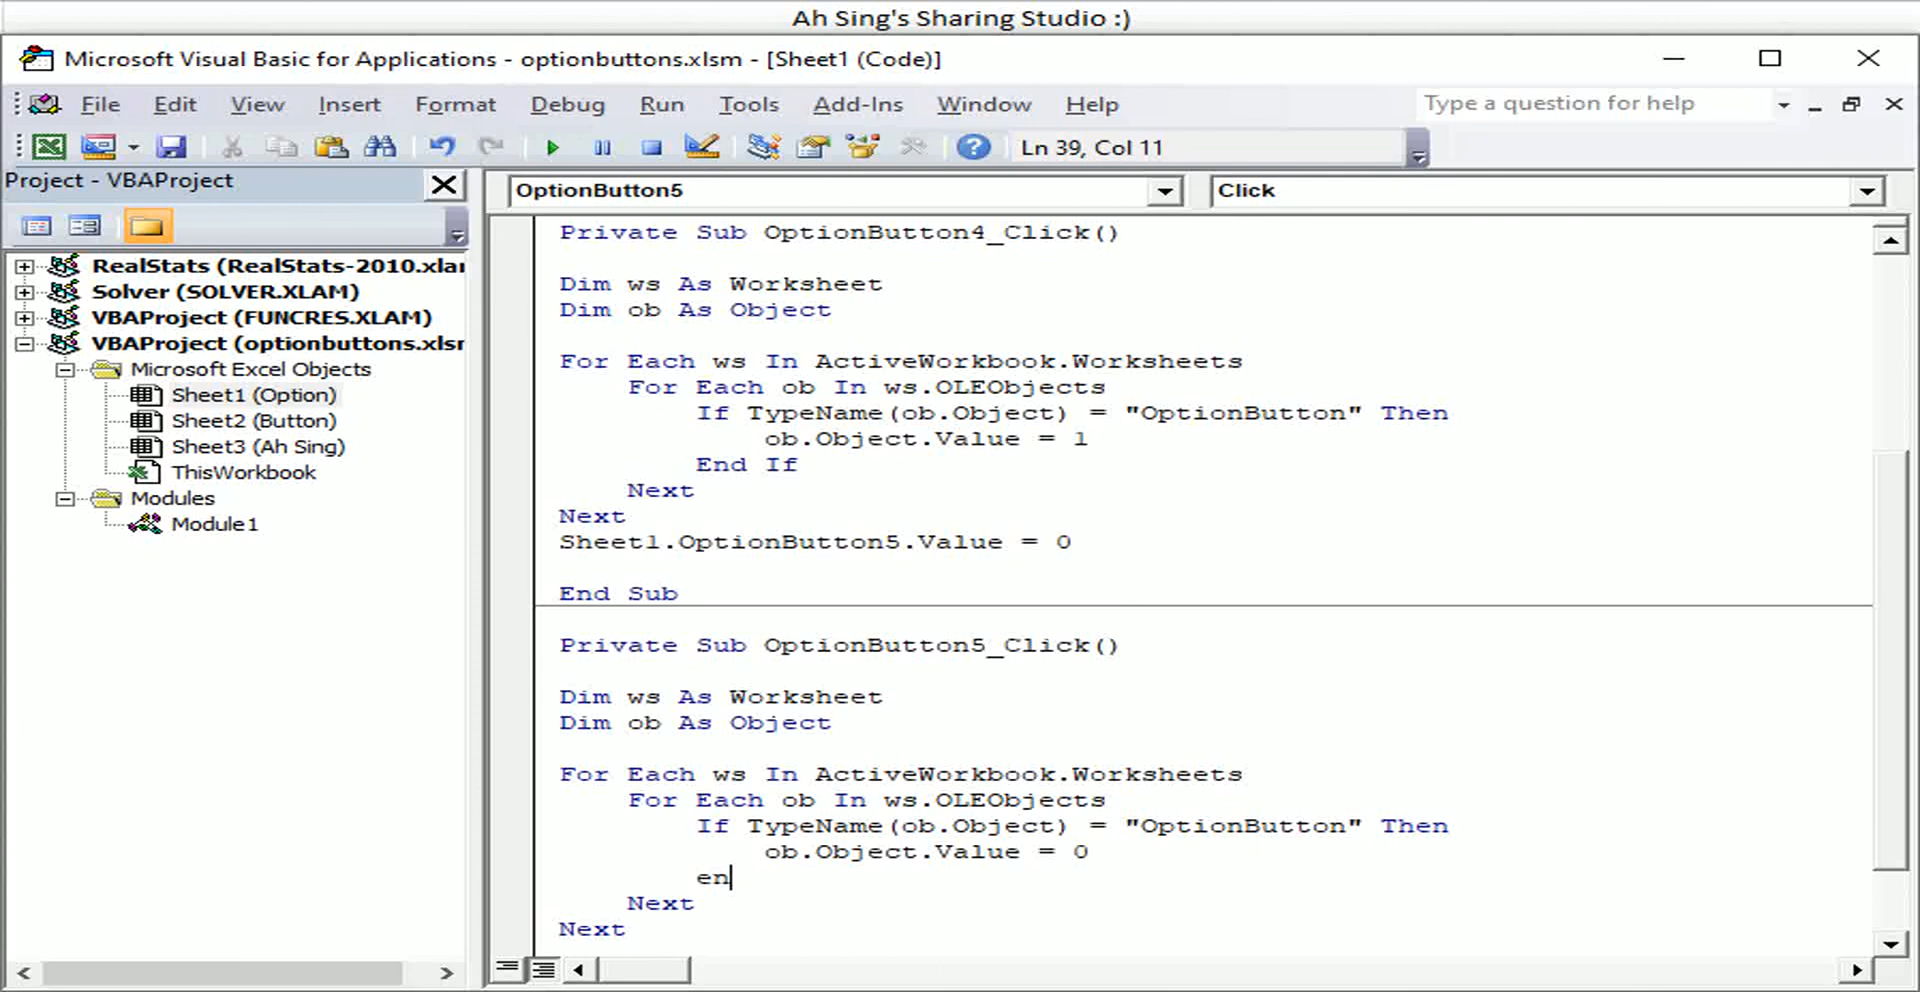 Ah Sing's Sharing Studio :)
Microsoft Visual Basic for Applications - optionbuttons.xlsm - [Sheet1 (Code)]
File Edit View Insert Format Debug Run Tools Add-Ins Window Help Type a question for help
Ln 39, Col 11
Project - VBAProject
OptionButton5 Click
RealStats (RealStats-2010.xla
Solver (SOLVER.XLAM)
VBAProject (FUNCRES.XLAM)
VBAProject (optionbuttons.xls
Microsoft Excel Objects
Sheet1 (Option)
Sheet2 (Button)
Sheet3 (Ah Sing)
ThisWorkbook
Modules
Module1
Private Sub OptionButton4_Click()
Dim ws As Worksheet
Dim ob As Object
For Each ws In ActiveWorkbook.Worksheets
For Each ob In ws.OLEObjects
If TypeName(ob.Object) = "OptionButton" Then
ob.Object.Value = 1
End If
Next
Next
Sheet1.OptionButton5.Value = 0
End Sub
Private Sub OptionButton5_Click()
Dim ws As Worksheet
Dim ob As Object
For Each ws In ActiveWorkbook.Worksheets
For Each ob In ws.OLEObjects
If TypeName(ob.Object) = "OptionButton" Then
ob.Object.Value = 0
en
Next
Next